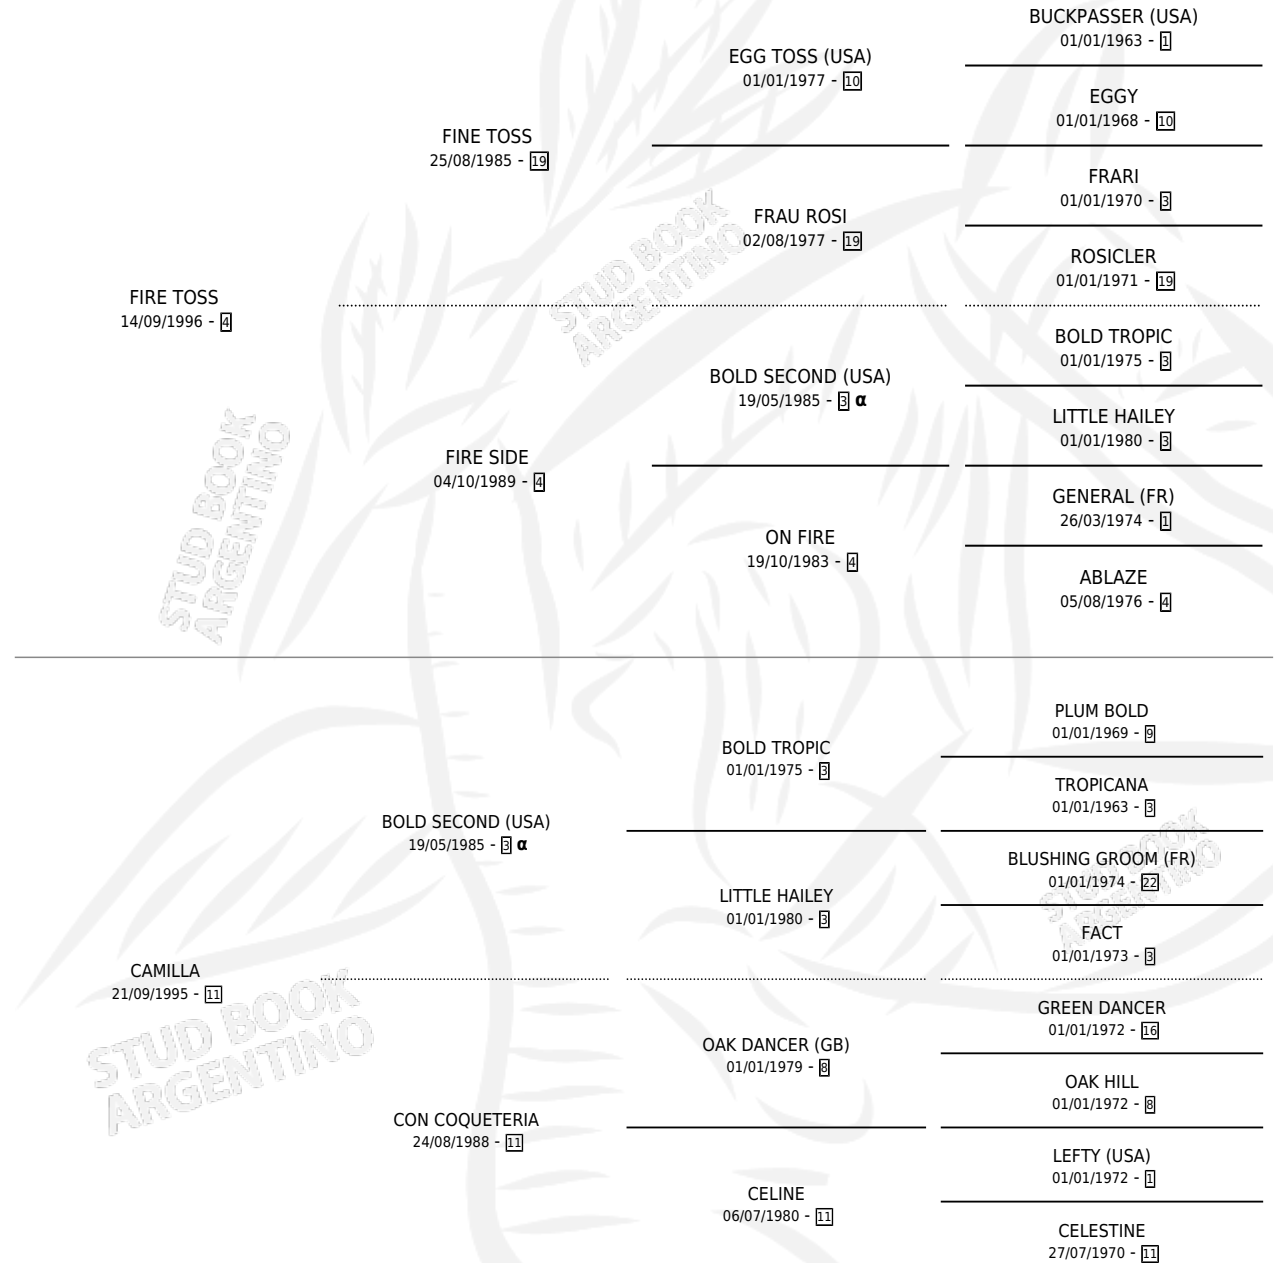 BUCKPASSER (USA)
01/01/1963 - 1
EGG TOSS (USA)
01/01/1977 - 10
EGGY
01/01/1968 - 10
FINE TOSS
25/08/1985 - 19
FRARI
01/01/1970 - 3
FRAU ROSI
02/08/1977 - 19
ROSICLER
01/01/1971 - 19
FIRE TOSS
14/09/1996 - 4
BOLD TROPIC
01/01/1975 - 3
BOLD SECOND (USA)
19/05/1985 - 3 α
LITTLE HAILEY
01/01/1980 - 3
FIRE SIDE
04/10/1989 - 4
GENERAL (FR)
26/03/1974 - 1
ON FIRE
19/10/1983 - 4
ABLAZE
05/08/1976 - 4
STUD BOOK
ARGENTINO
STUD BOOK
ARGENTINO
PLUM BOLD
01/01/1969 - 9
BOLD TROPIC
01/01/1975 - 3
TROPICANA
01/01/1963 - 3
BOLD SECOND (USA)
19/05/1985 - 3 α
BLUSHING GROOM (FR)
01/01/1974 - 22
LITTLE HAILEY
01/01/1980 - 3
FACT
01/01/1973 - 3
CAMILLA
21/09/1995 - 11
GREEN DANCER
01/01/1972 - 16
OAK DANCER (GB)
01/01/1979 - 8
OAK HILL
01/01/1972 - 8
CON COQUETERIA
24/08/1988 - 11
LEFTY (USA)
01/01/1972 - 1
CELINE
06/07/1980 - 11
CELESTINE
27/07/1970 - 11
STUD BOOK
ARGENTINO
STUD BOOK
ARGENTINO